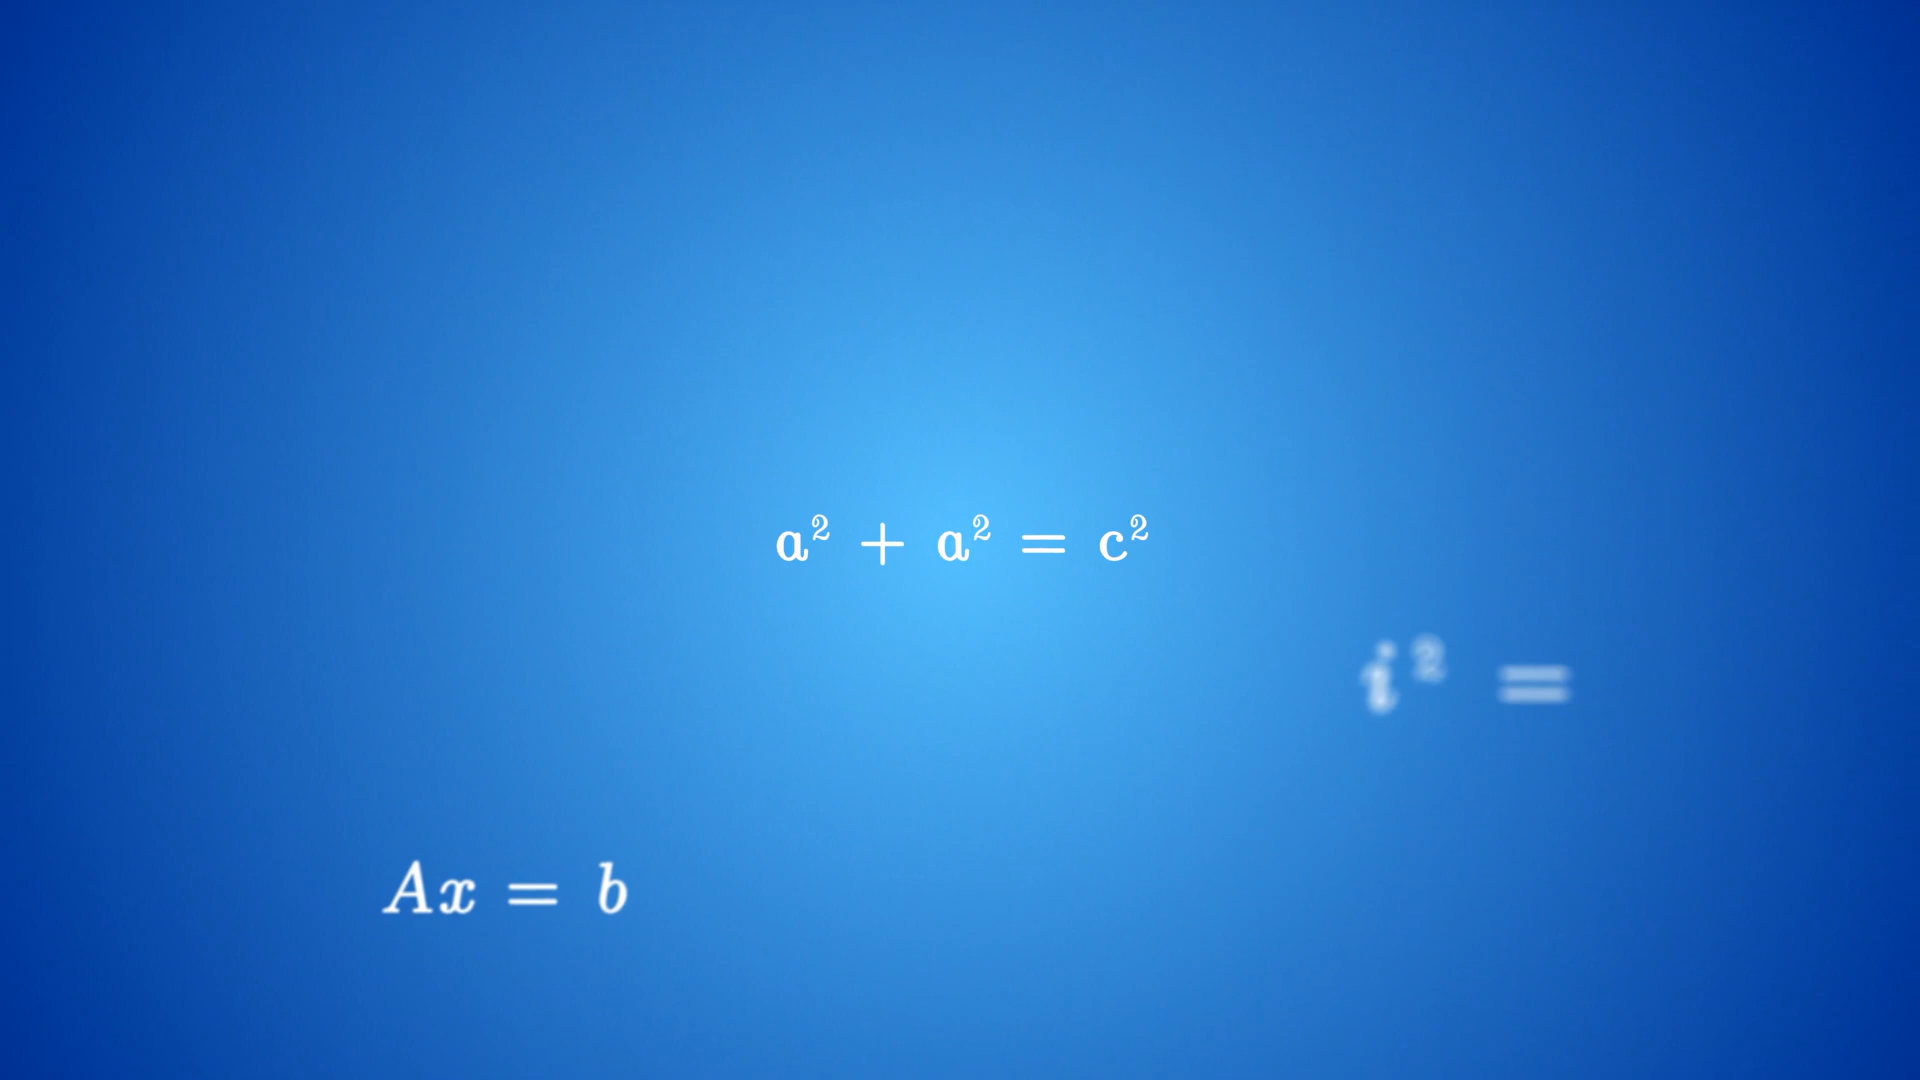 a² + a² = c²
i² =
Ax = b